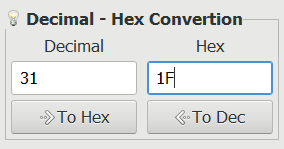 Decimal - Hex Convertion
Decimal Hex
31 1F
To Hex To Dec